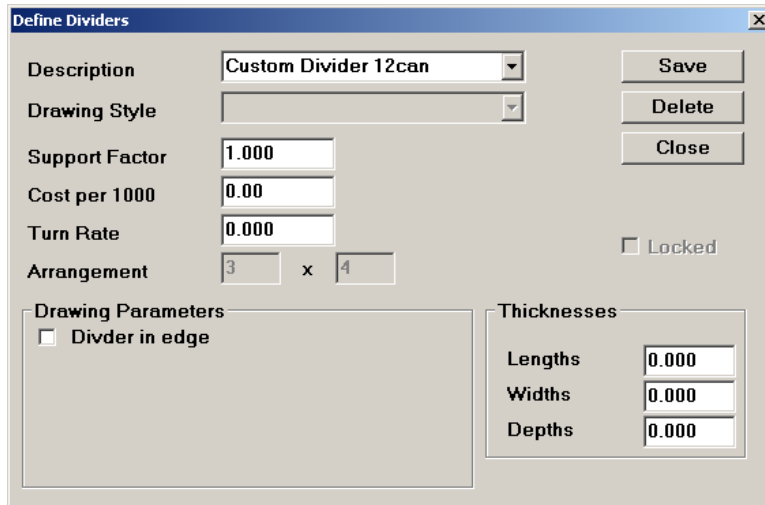 Define Dividers
Description Custom Divider 12can Save
Drawing Style Delete
Support Factor 1.000 Close
Cost per 1000 0.00
Turn Rate 0.000
Locked
Arrangement 3 x 4
Drawing Parameters Thicknesses
Divder in edge
Lengths 0.000
Widths 0.000
Depths 0.000